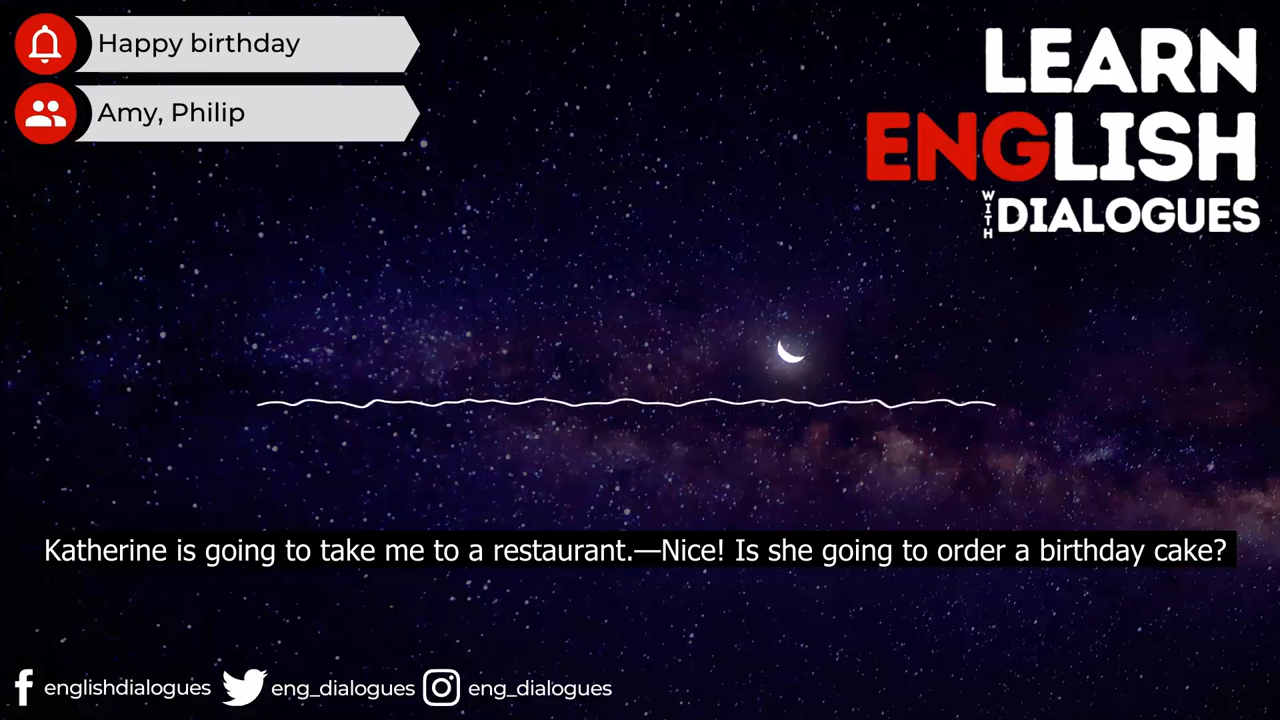 Happy birthday
Amy, Philip
LEARN
ENGLISH
WITH DIALOGUES
Katherine is going to take me to a restaurant.—Nice! Is she going to order a birthday cake?
englishdialogues eng_dialogues eng_dialogues